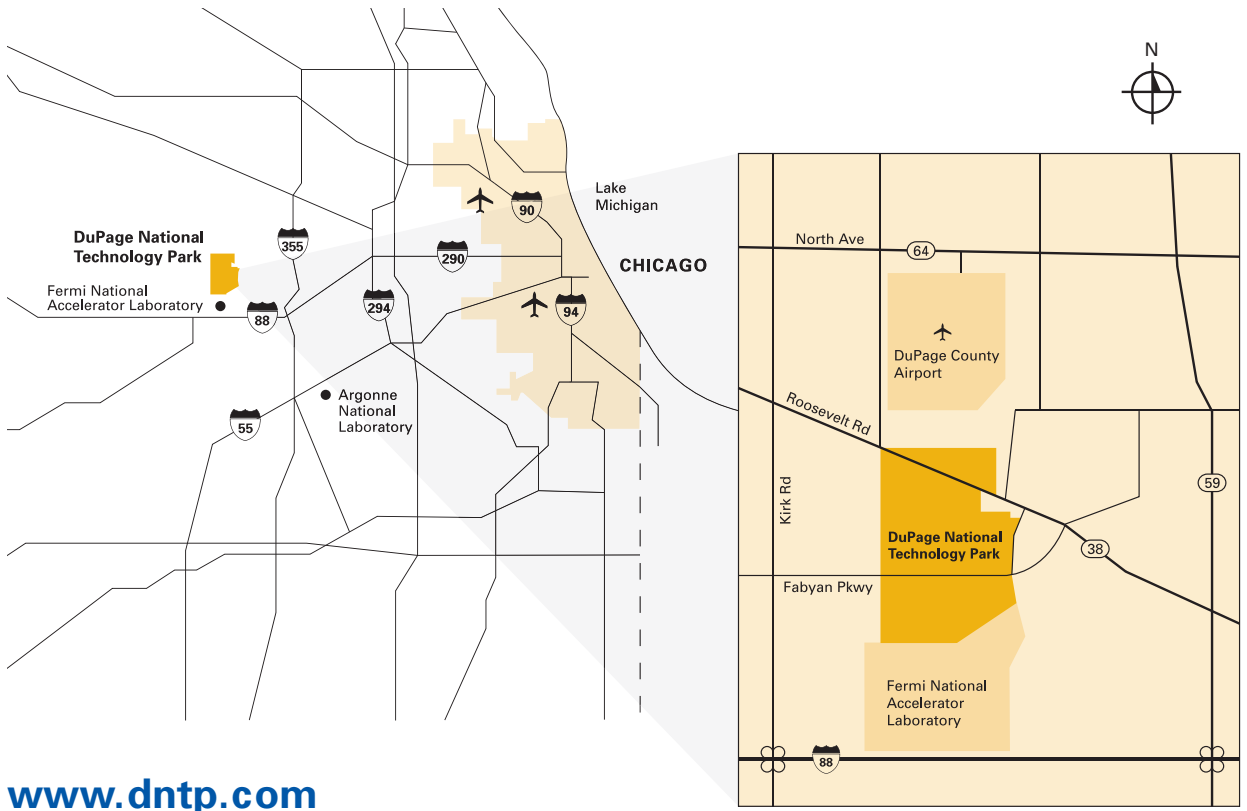 N
Lake
Michigan
90
355
290
DuPage National
Technology Park
CHICAGO
Fermi National
Accelerator Laboratory
88
294
94
Argonne
National
Laboratory
55
North Ave
64
DuPage County
Airport
Roosevelt Rd
Kirk Rd
59
DuPage National
Technology Park
38
Fabyan Pkwy
Fermi National
Accelerator
Laboratory
88
www.dntp.com